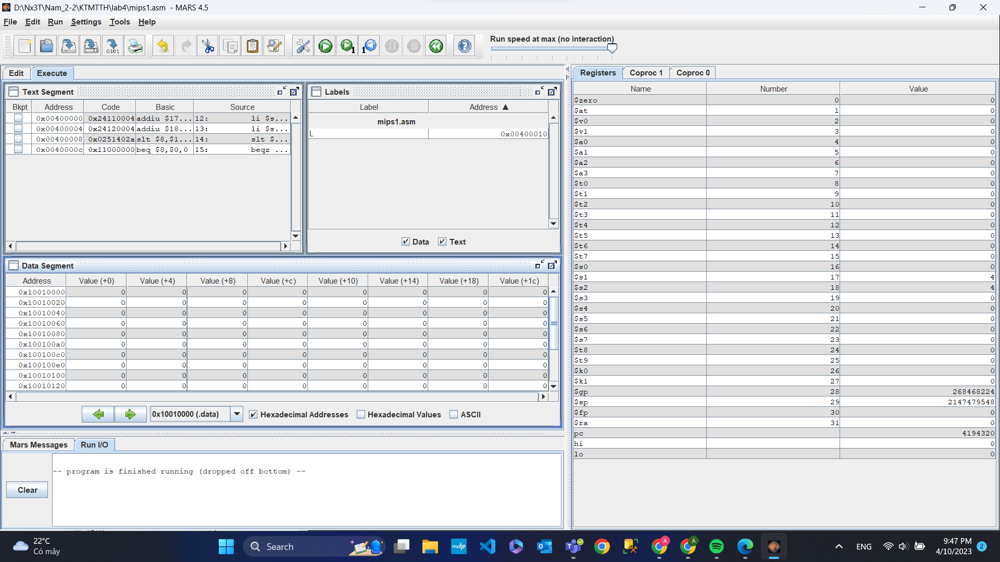 D:\Nx3T\Nam_2-2\KTMTTH\lab4\mips1.asm - MARS 4.5
File Edit Run Settings Tools Help
Run speed at max (no interaction)
Edit Execute
Text Segment
Bkpt Address Code Basic Source
0x00400000 0x24110004 addiu $17... 12: li $s...
0x00400004 0x24120004 addiu $18... 13: li $s...
0x00400008 0x0251402a slt $8,$1... 14: slt $...
0x0040000c 0x11000000 beq $8,$0,0 15: beqz ...
Labels
Label Address ▲
mips1.asm
L 0x00400010
Data Text
Data Segment
Address Value (+0) Value (+4) Value (+8) Value (+c) Value (+10) Value (+14) Value (+18) Value (+1c)
0x10010000 0 0 0 0 0 0 0 0
0x10010020 0 0 0 0 0 0 0 0
0x10010040 0 0 0 0 0 0 0 0
0x10010060 0 0 0 0 0 0 0 0
0x10010080 0 0 0 0 0 0 0 0
0x100100a0 0 0 0 0 0 0 0 0
0x100100c0 0 0 0 0 0 0 0 0
0x100100e0 0 0 0 0 0 0 0 0
0x10010100 0 0 0 0 0 0 0 0
0x10010120 0 0 0 0 0 0 0 0
0x10010000 (.data) Hexadecimal Addresses Hexadecimal Values ASCII
Mars Messages Run I/O
-- program is finished running (dropped off bottom) --
Clear
Registers Coproc 1 Coproc 0
Name Number Value
$zero 0 0
$at 1 0
$v0 2 0
$v1 3 0
$a0 4 0
$a1 5 0
$a2 6 0
$a3 7 0
$t0 8 0
$t1 9 0
$t2 10 0
$t3 11 0
$t4 12 0
$t5 13 0
$t6 14 0
$t7 15 0
$s0 16 0
$s1 17 4
$s2 18 4
$s3 19 0
$s4 20 0
$s5 21 0
$s6 22 0
$s7 23 0
$t8 24 0
$t9 25 0
$k0 26 0
$k1 27 0
$gp 28 268468224
$sp 29 2147479548
$fp 30 0
$ra 31 0
pc 4194320
hi 0
lo 0
22°C
Có mây
Search
myhp
ENG
9:47 PM
4/10/2023
2